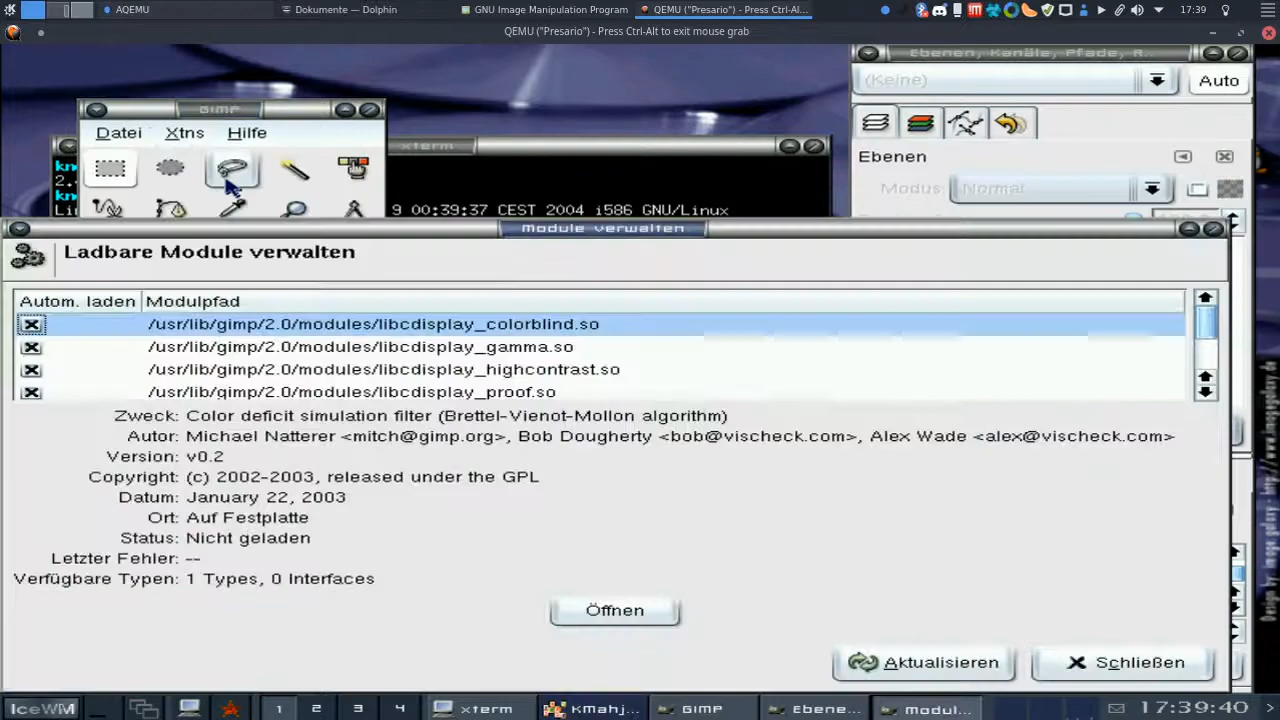 AQEMU
Dokumente — Dolphin
GNU Image Manipulation Program
QEMU ("Presario") - Press Ctrl-Al...
17:39
QEMU ("Presario") - Press Ctrl-Alt to exit mouse grab
Ebenen, Kanäle, Pfade, R...
(Keine)
Auto
GIMP
Datei Xtns Hilfe
xterm
Ebenen
Modus Normal
2.
9 00:39:37 CEST 2004 i586 GNU/Linux
Module verwalten
Ladbare Module verwalten
Autom. laden Modulpfad
/usr/lib/gimp/2.0/modules/libcdisplay_colorblind.so
/usr/lib/gimp/2.0/modules/libcdisplay_gamma.so
/usr/lib/gimp/2.0/modules/libcdisplay_highcontrast.so
/usr/lib/gimp/2.0/modules/libcdisplay_proof.so
Zweck: Color deficit simulation filter (Brettel-Vienot-Mollon algorithm)
Autor: Michael Natterer <mitch@gimp.org>, Bob Dougherty <bob@vischeck.com>, Alex Wade <alex@vischeck.com>
Version: v0.2
Copyright: (c) 2002-2003, released under the GPL
Datum: January 22, 2003
Ort: Auf Festplatte
Status: Nicht geladen
Letzter Fehler: --
Verfügbare Typen: 1 Types, 0 Interfaces
Öffnen
Aktualisieren
Schließen
IceWM 1 2 3 4 xterm KMahj... GIMP Ebene... modul... 17:39:40